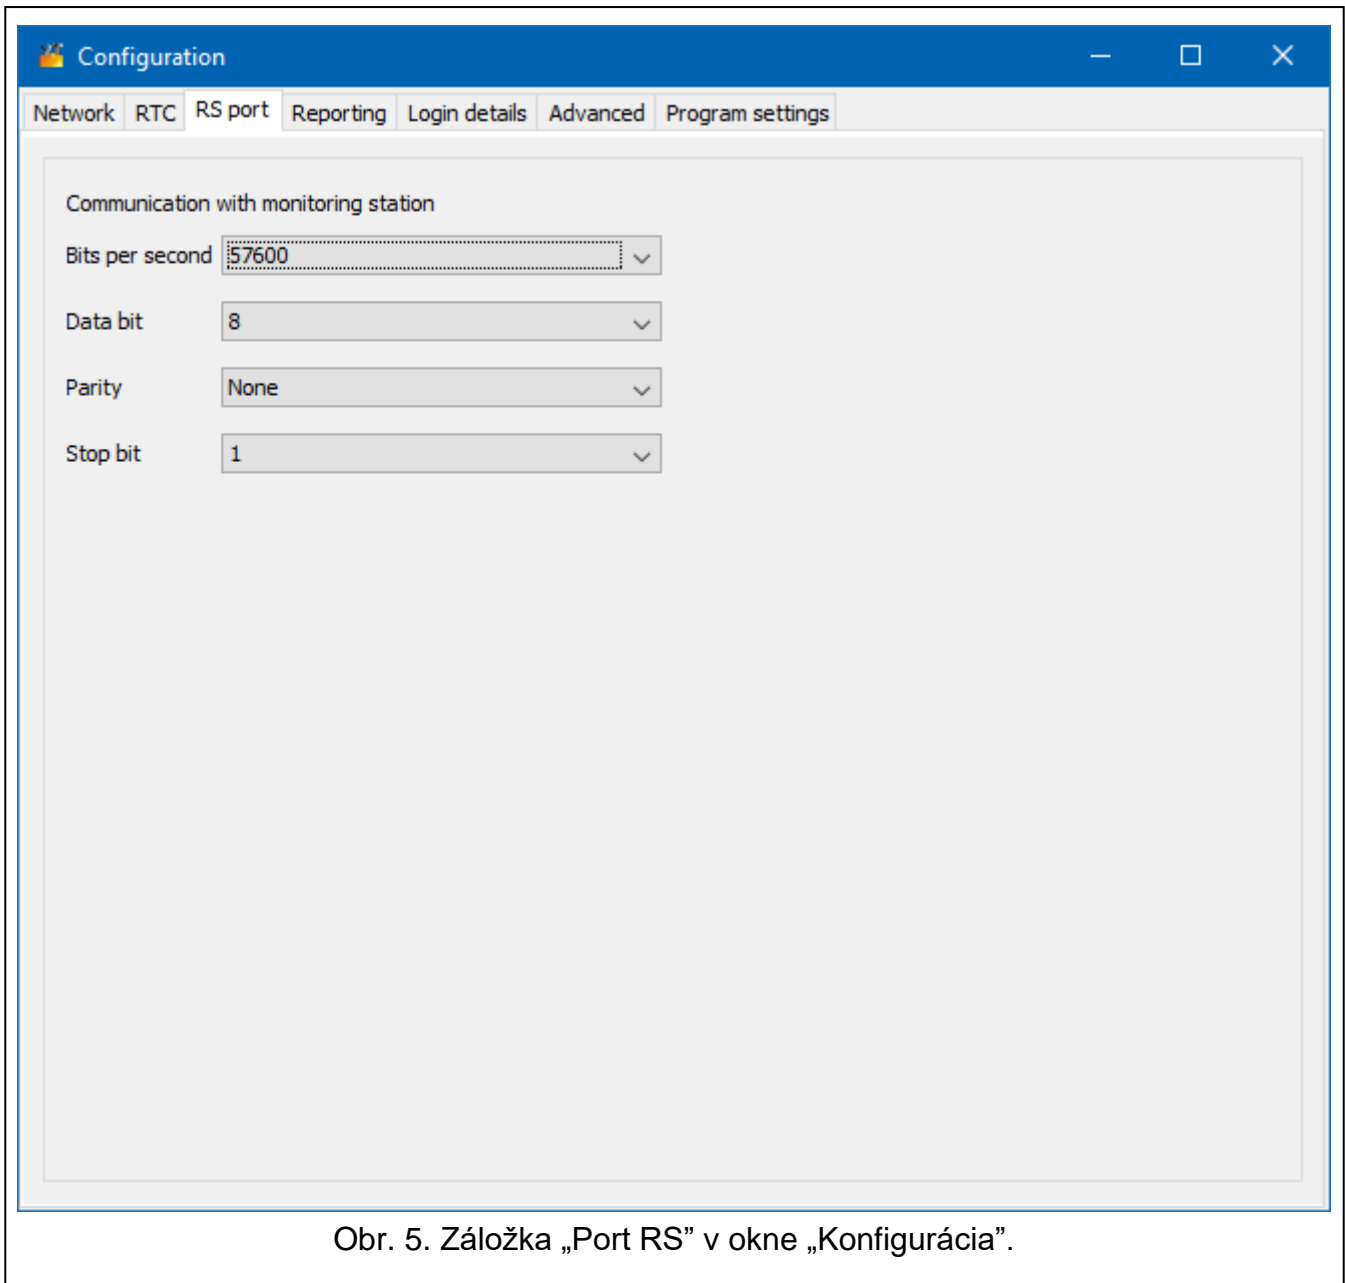 Configuration
Network RTC RS port Reporting Login details Advanced Program settings
Communication with monitoring station
Bits per second 57600
Data bit 8
Parity None
Stop bit 1
Obr. 5. Záložka „Port RS” v okne „Konfigurácia”.